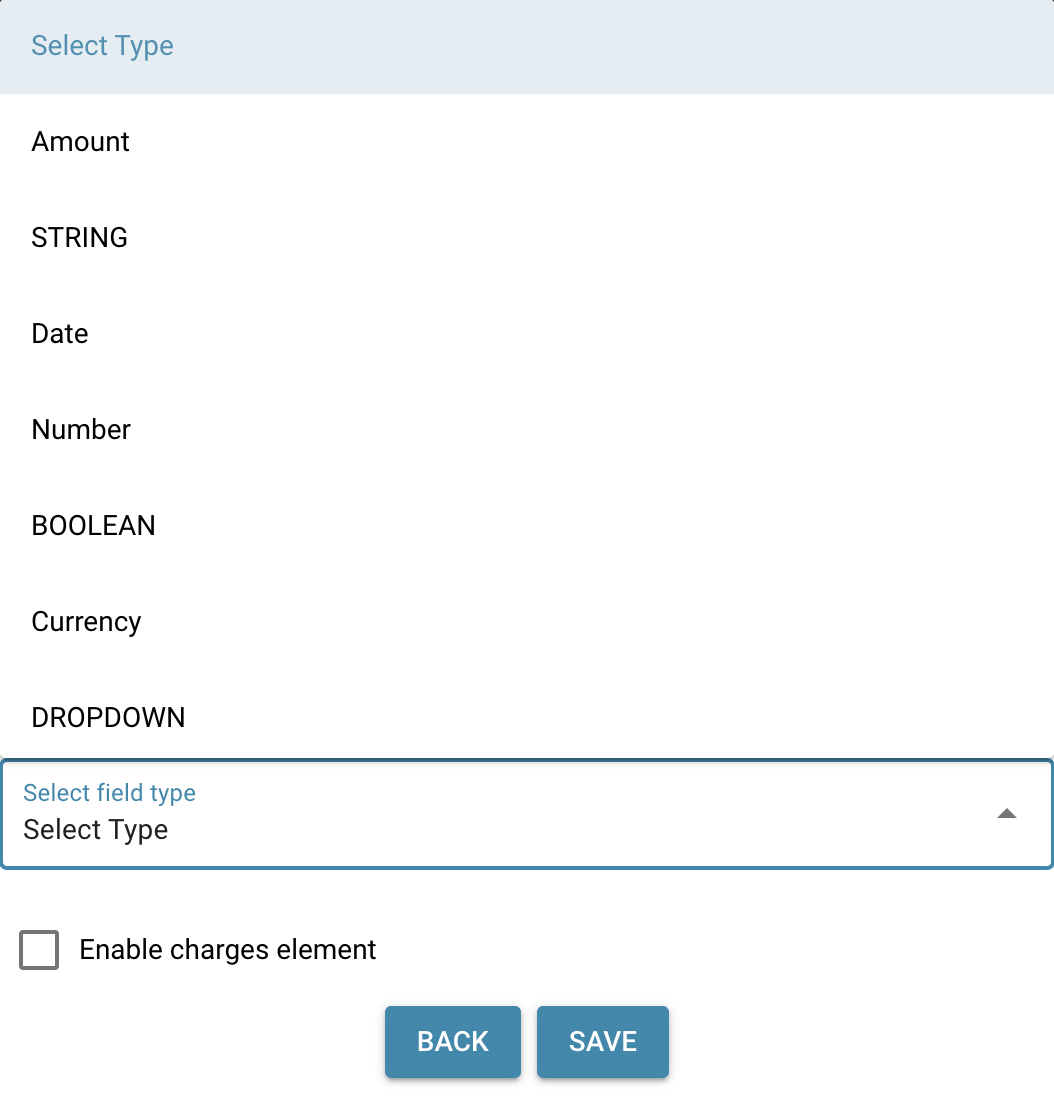 Select Type
Amount
STRING
Date
Number
BOOLEAN
Currency
DROPDOWN
Select field type
Select Type
Enable charges element
BACK SAVE